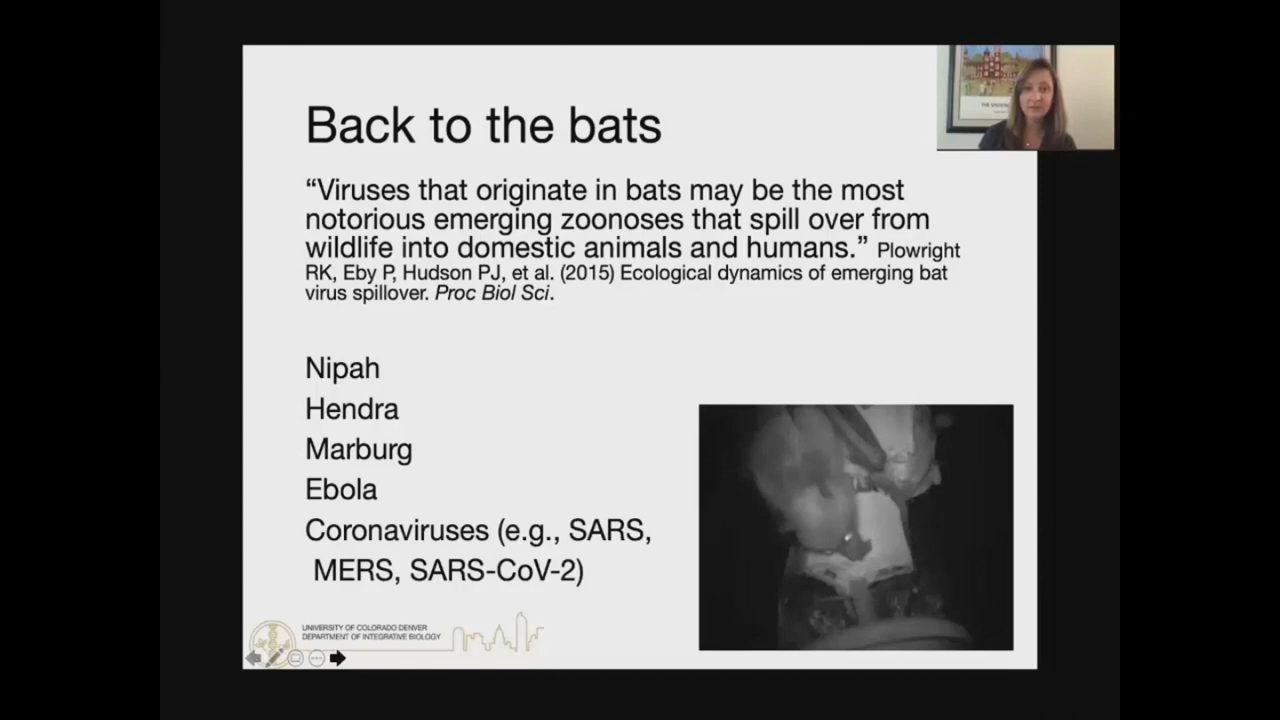 Back to the bats
“Viruses that originate in bats may be the most
notorious emerging zoonoses that spill over from
wildlife into domestic animals and humans.” Plowright
RK, Eby P, Hudson PJ, et al. (2015) Ecological dynamics of emerging bat
virus spillover. Proc Biol Sci.
Nipah
Hendra
Marburg
Ebola
Coronaviruses (e.g., SARS,
MERS, SARS-CoV-2)
UNIVERSITY OF COLORADO DENVER
DEPARTMENT OF INTEGRATIVE BIOLOGY